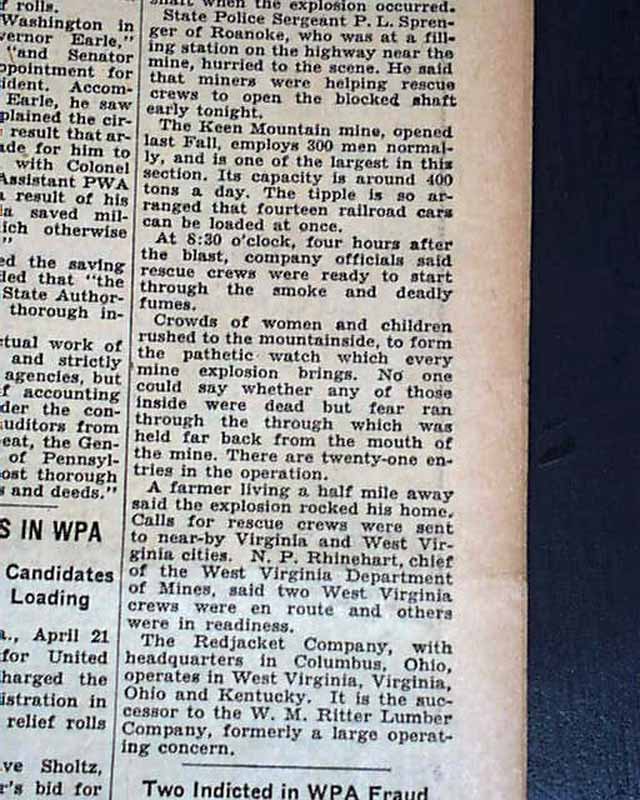 f rolls.
Washington in
vernor Earle,"
"and Senator
ppointment for
ident. Accom-
Earle, he saw
plained the cir-
result that ar-
ade for him to
with Colonel
Assistant PWA
a result of his
ia saved mil-
ich otherwise
"
ed the saving
ded that "the
State Author-
thorough in-
ctual work of
and strictly
agencies, but
f accounting
der the con-
auditors from
eat, the Gen-
of Pennsyl-
ost thorough
s and deeds."
S IN WPA
Candidates
Loading
a., April 21
for United
harged the
istration in
relief rolls
ve Sholtz,
r's bid for
shaft when the explosion occurred.
State Police Sergeant P. L. Spren-
ger of Roanoke, who was at a fill-
ing station on the highway near the
mine, hurried to the scene. He said
that miners were helping rescue
crews to open the blocked shaft
early tonight.
The Keen Mountain mine, opened
last Fall, employs 300 men normal-
ly, and is one of the largest in this
section. Its capacity is around 400
tons a day. The tipple is so ar-
ranged that fourteen railroad cars
can be loaded at once.
At 8:30 o'clock, four hours after
the blast, company officials said
rescue crews were ready to start
through the smoke and deadly
fumes.
Crowds of women and children
rushed to the mountainside, to form
the pathetic watch which every
mine explosion brings. No one
could say whether any of those
inside were dead but fear ran
through the through which was
held far back from the mouth of
the mine. There are twenty-one en-
tries in the operation.
A farmer living a half mile away
said the explosion rocked his home.
Calls for rescue crews were sent
to near-by Virginia and West Vir-
ginia cities. N. P. Rhinehart, chief
of the West Virginia Department
of Mines, said two West Virginia
crews were en route and others
were in readiness.
The Redjacket Company, with
headquarters in Columbus, Ohio,
operates in West Virginia, Virginia,
Ohio and Kentucky. It is the suc-
cessor to the W. M. Ritter Lumber
Company, formerly a large operat-
ing concern.
Two Indicted in WPA Fraud